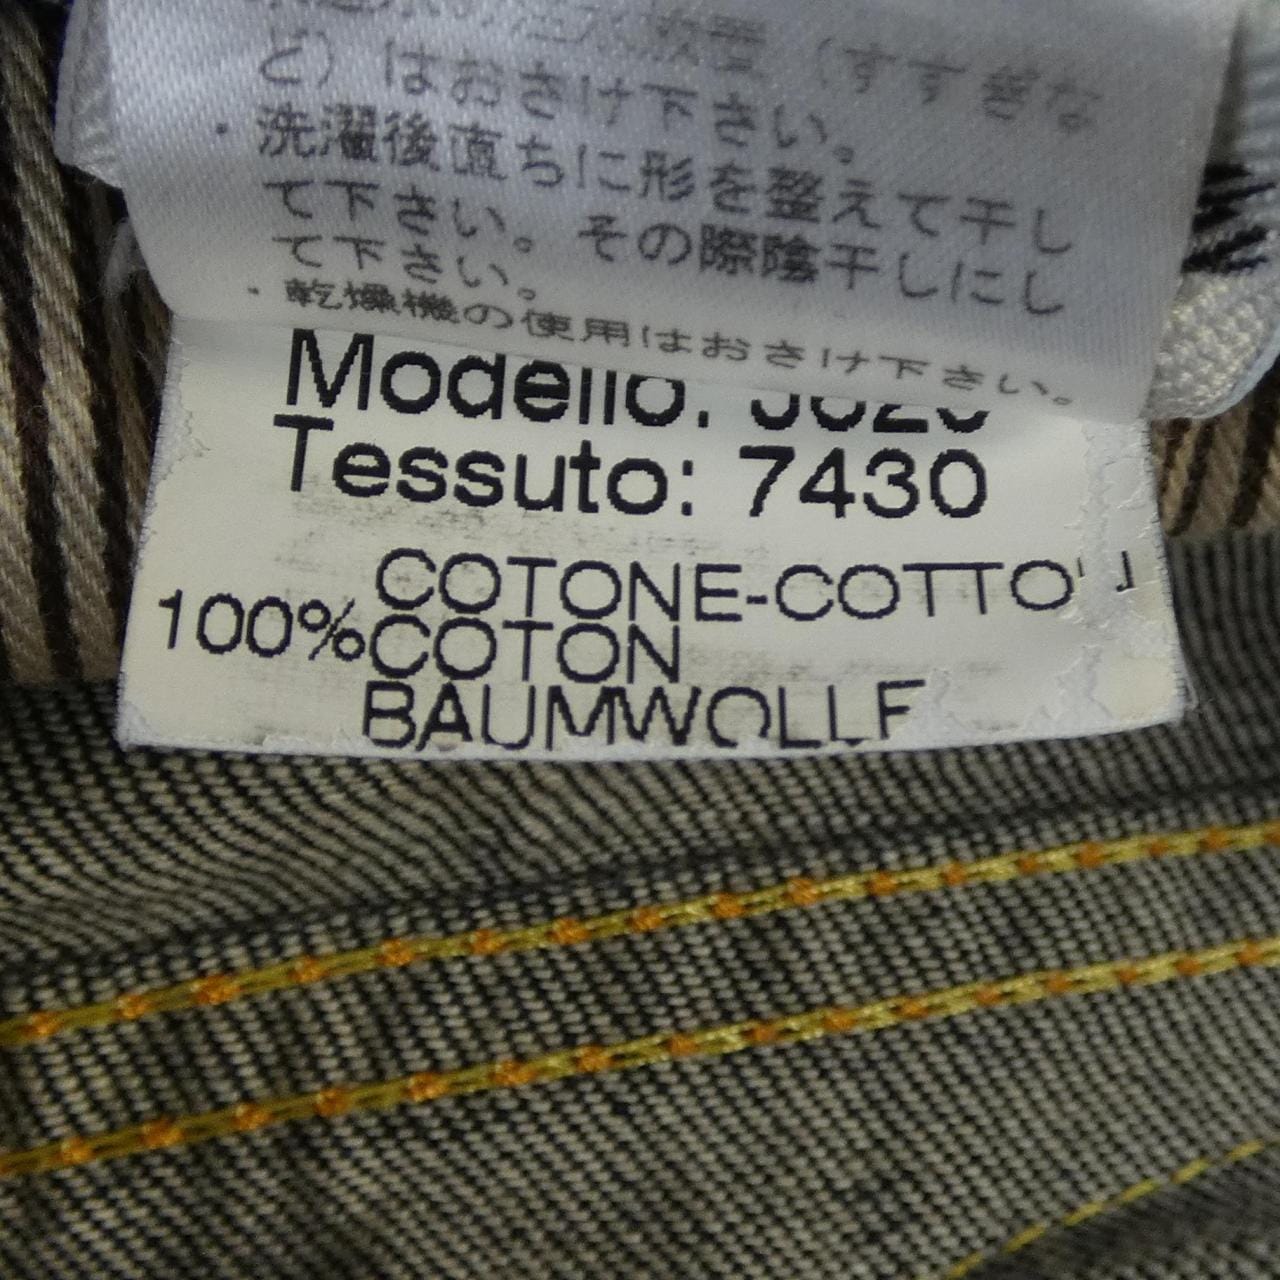 ど）はおさけ下さい。
・洗濯後直ちに形を整えて干し
て下さい。その際陰干しにし
て下さい。
・乾燥機の使用はおさけ下さい。
Modello:
Tessuto: 7430
COTONE-COTTON
100%COTON
BAUMWOLLE